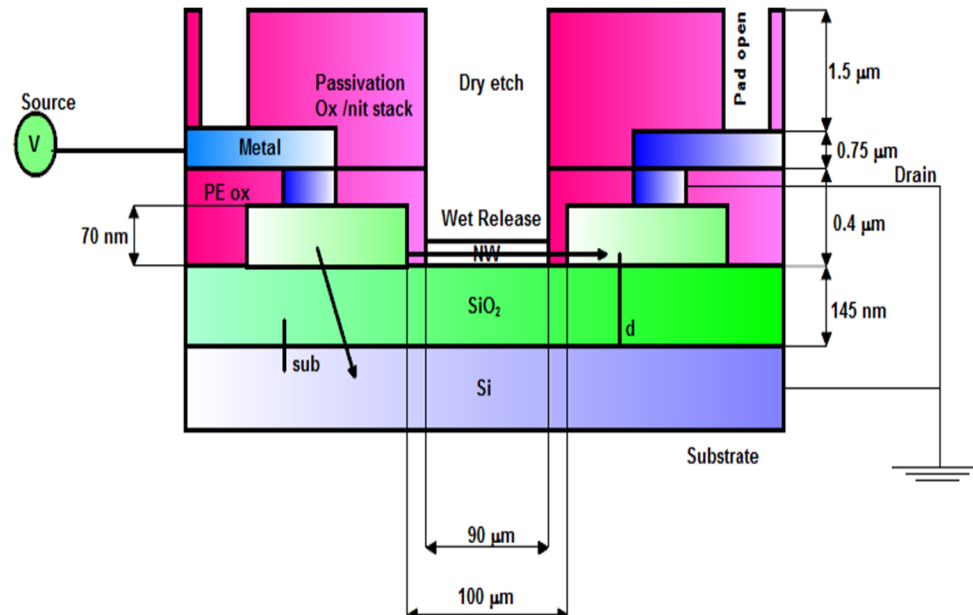 Source
V
Metal
Passivation
Ox /nit stack
Dry etch
Pad open
1.5 μm
0.75 μm
Drain
PE ox
70 nm
Wet Release
NW
0.4 μm
SiO₂
d
145 nm
sub
Si
Substrate
90 μm
100 μm